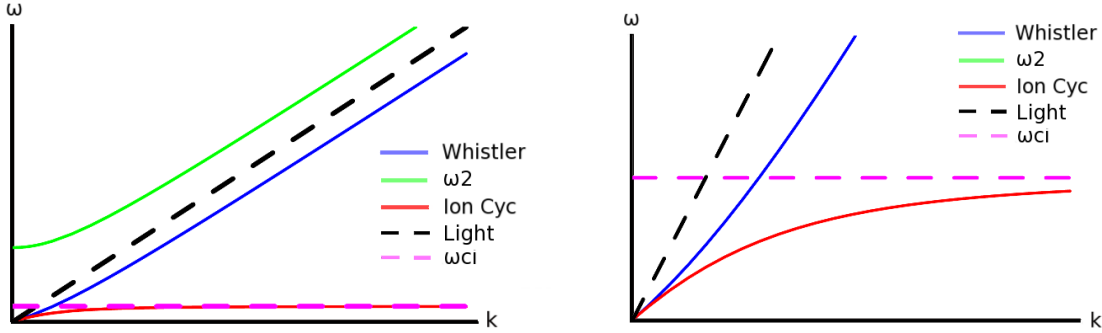 ω
Whistler
ω2
Ion Cyc
Light
ωci
k
ω
Whistler
ω2
Ion Cyc
Light
ωci
k